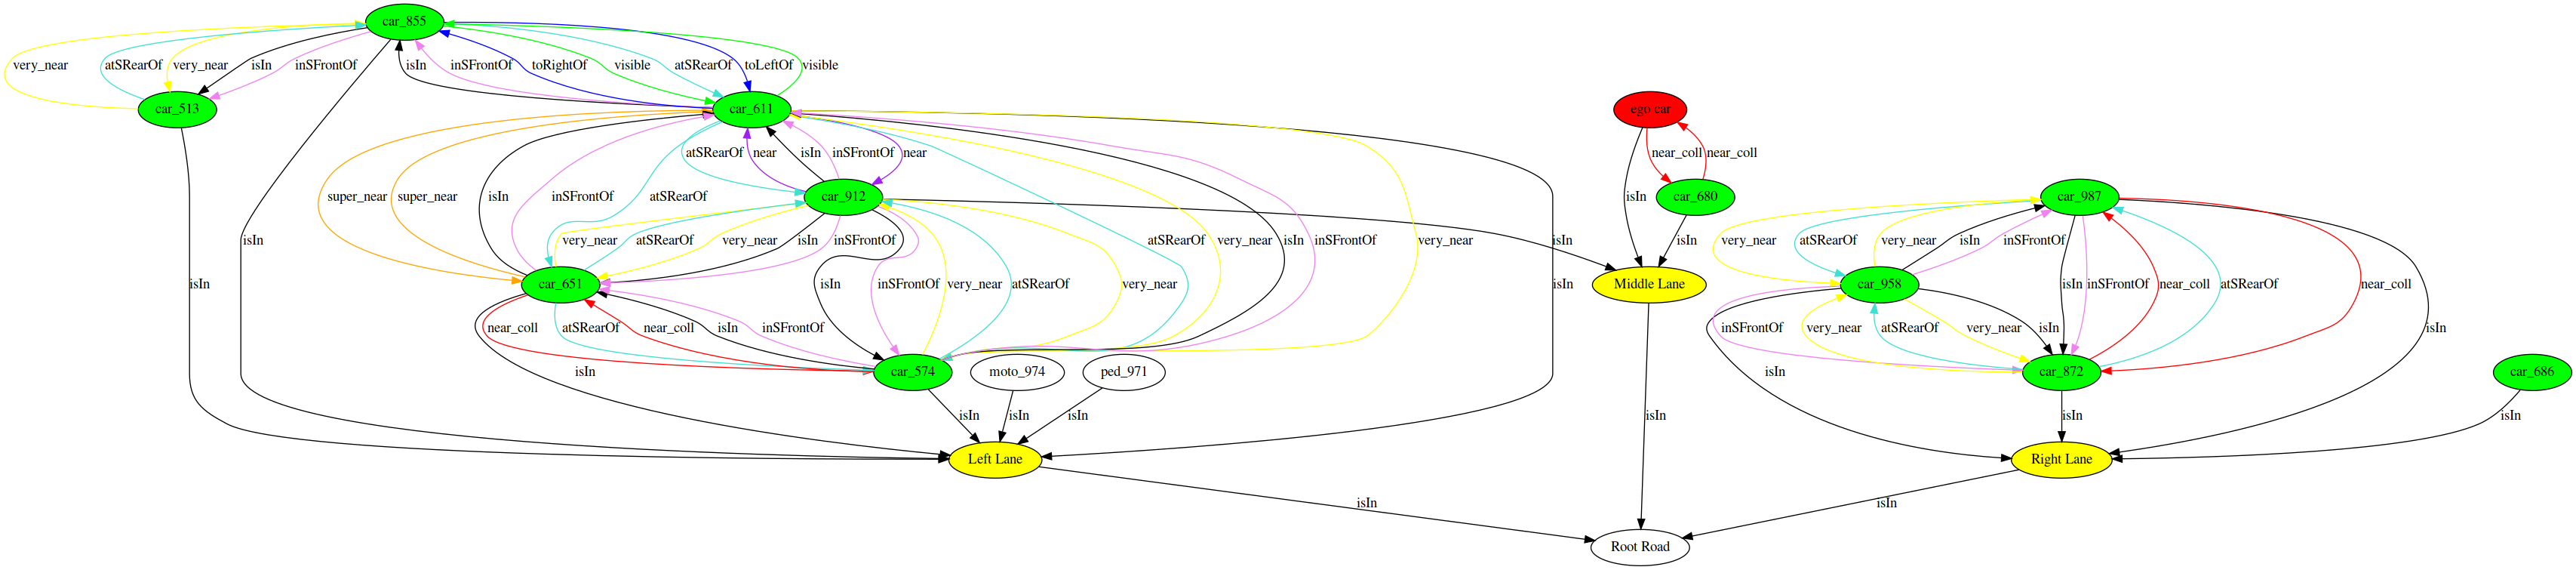 car_855
very_near atSRearOf very_near isIn inSFrontOf isIn inSFrontOf toRightOf visible atSRearOf toLeftOf visible
car_513 car_611 ego car
atSRearOf near isIn inSFrontOf near near_coll near_coll
super_near super_near isIn inSFrontOf atSRearOf car_912 isIn car_680 car_987
isIn very_near atSRearOf very_near isIn inSFrontOf atSRearOf very_near isIn inSFrontOf very_near isIn isIn very_near atSRearOf very_near isIn inSFrontOf
isIn car_651 isIn inSFrontOf very_near atSRearOf very_near isIn Middle Lane car_958 isIn inSFrontOf near_coll atSRearOf near_coll
near_coll atSRearOf near_coll isIn inSFrontOf inSFrontOf very_near atSRearOf very_near isIn isIn
isIn car_574 moto_974 ped_971 isIn car_872 car_686
isIn isIn isIn isIn isIn isIn
Left Lane Right Lane
isIn isIn
Root Road